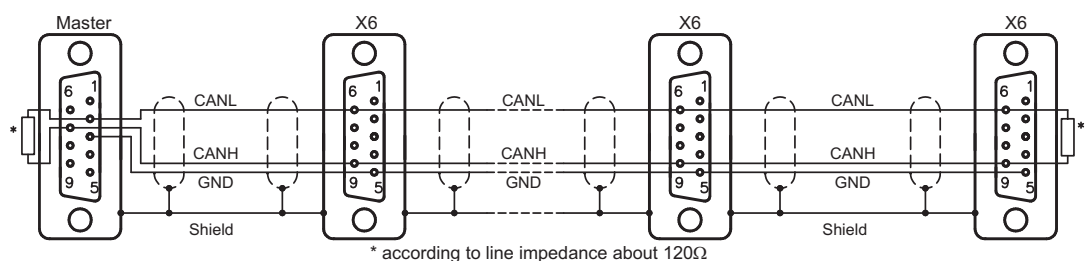 Master X6 X6 X6
6 1 6 1 6 1 6 1
CANL CANL CANL
* *
CANH CANH CANH
9 5 9 5 9 5 9 5
GND GND GND
Shield Shield
* according to line impedance about 120Ω